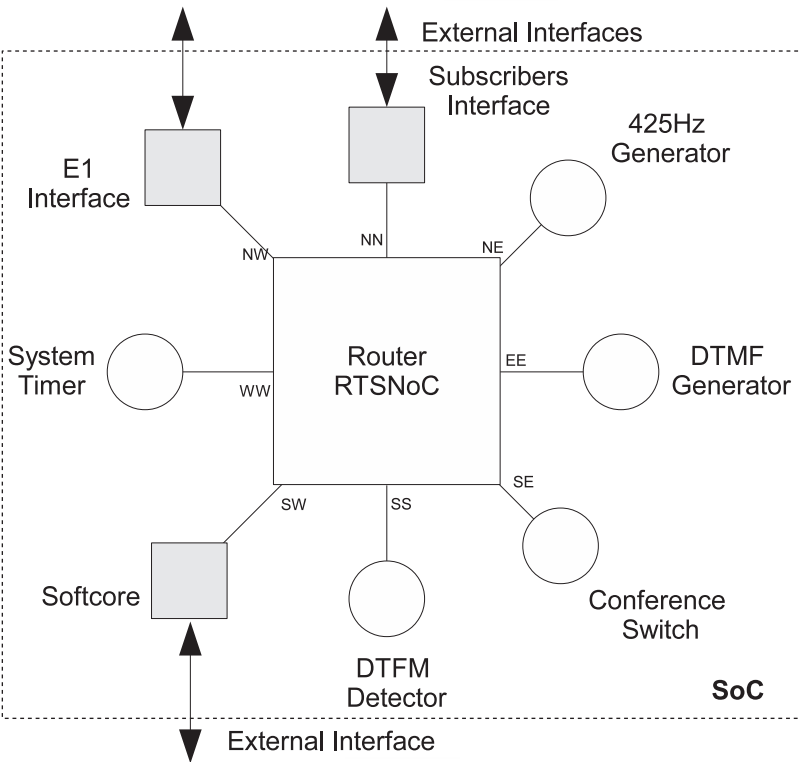 External Interfaces
Subscribers
Interface
425Hz
Generator
E1
Interface
NW
NN
NE
System
Timer
WW
Router
RTSNoC
EE
DTMF
Generator
SW
SS
SE
Softcore
Conference
Switch
DTFM
Detector
SoC
External Interface